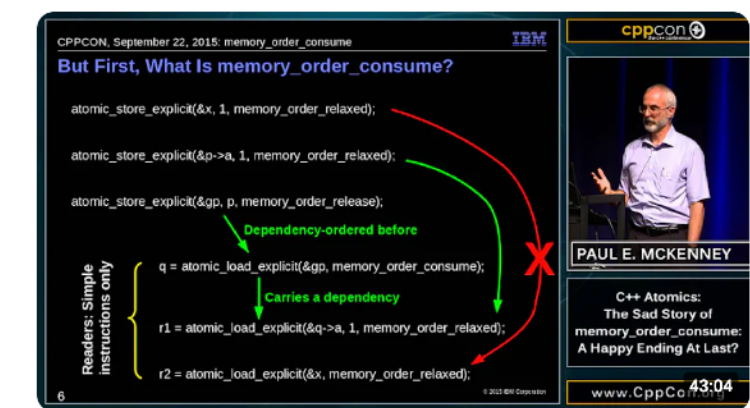 CPPCON, September 22, 2015: memory_order_consume
IBM
But First, What Is memory_order_consume?
atomic_store_explicit(&x, 1, memory_order_relaxed);
atomic_store_explicit(&p->a, 1, memory_order_relaxed);
atomic_store_explicit(&gp, p, memory_order_release);
Dependency-ordered before
q = atomic_load_explicit(&gp, memory_order_consume);
Carries a dependency
r1 = atomic_load_explicit(&q->a, 1, memory_order_relaxed);
r2 = atomic_load_explicit(&x, memory_order_relaxed);
Readers: Simple
instructions only
X
6
© 2015 IBM Corporation
cppcon
the c++ conference
PAUL E. MCKENNEY
C++ Atomics:
The Sad Story of
memory_order_consume:
A Happy Ending At Last?
www.CppCon.org
43:04